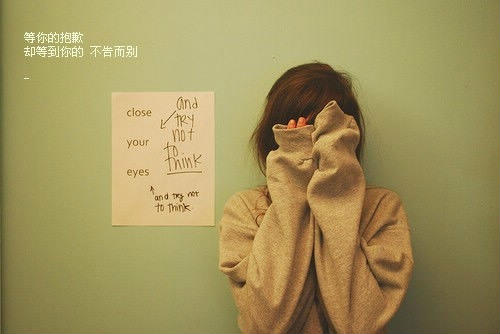 等你的抱歉
却等到你的 不告而别
_
close
your
eyes
and
try
not
to
think
and try not
to think.